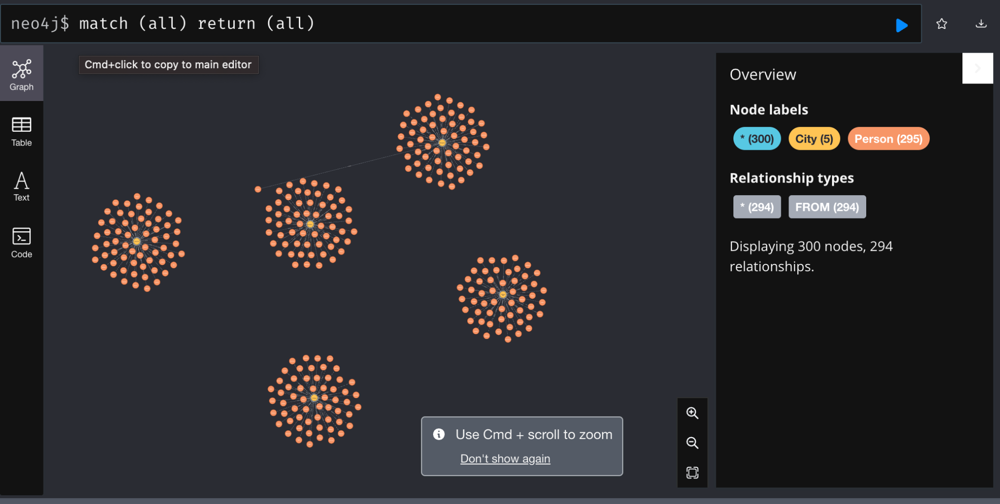 neo4j$ match (all) return (all)
Cmd+click to copy to main editor
Graph
Table
Text
Code
Overview
Node labels
* (300) City (5) Person (295)
Relationship types
* (294) FROM (294)
Displaying 300 nodes, 294
relationships.
Use Cmd + scroll to zoom
Don't show again